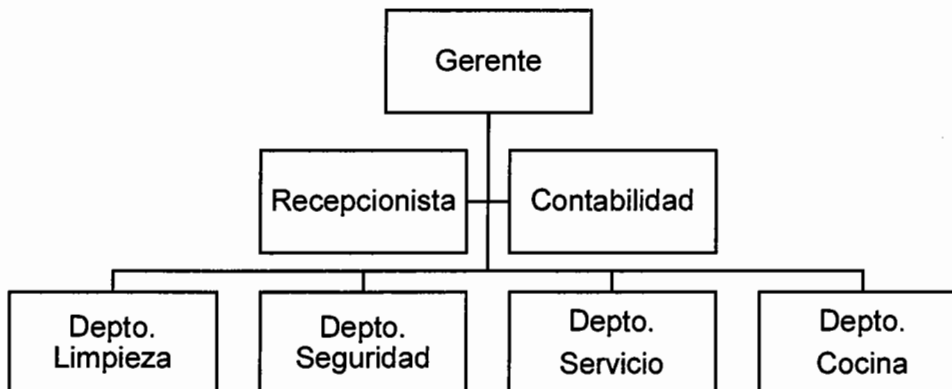 Gerente
Recepcionista
Contabilidad
Depto.
Limpieza
Depto.
Seguridad
Depto.
Servicio
Depto.
Cocina